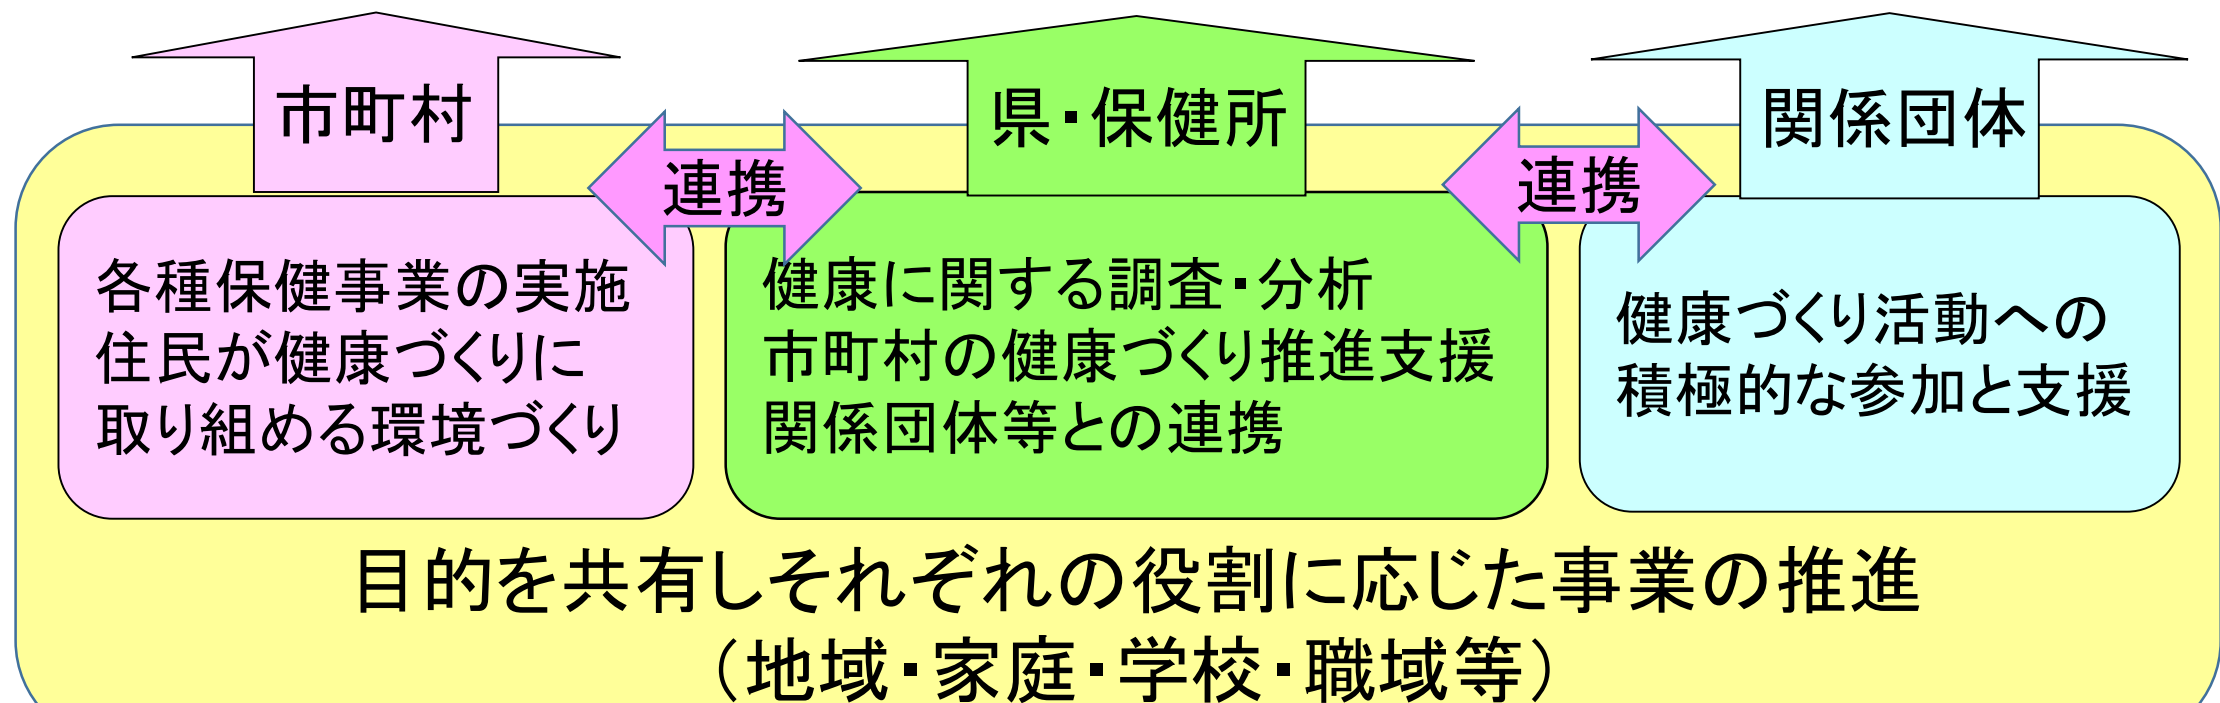 市町村
県・保健所
関係団体
連携
連携
各種保健事業の実施
住民が健康づくりに
取り組める環境づくり
健康に関する調査・分析
市町村の健康づくり推進支援
関係団体等との連携
健康づくり活動への
積極的な参加と支援
目的を共有しそれぞれの役割に応じた事業の推進
（地域・家庭・学校・職域等）